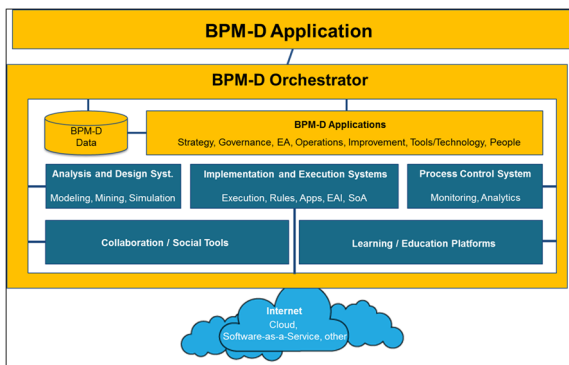 BPM-D Application
BPM-D Orchestrator
BPM-D
Data
BPM-D Applications
Strategy, Governance, EA, Operations, Improvement, Tools/Technology, People
Analysis and Design Syst.
Modeling, Mining, Simulation
Implementation and Execution Systems
Execution, Rules, Apps, EAI, SoA
Process Control System
Monitoring, Analytics
Collaboration / Social Tools
Learning / Education Platforms
Internet
Cloud,
Software-as-a-Service, other